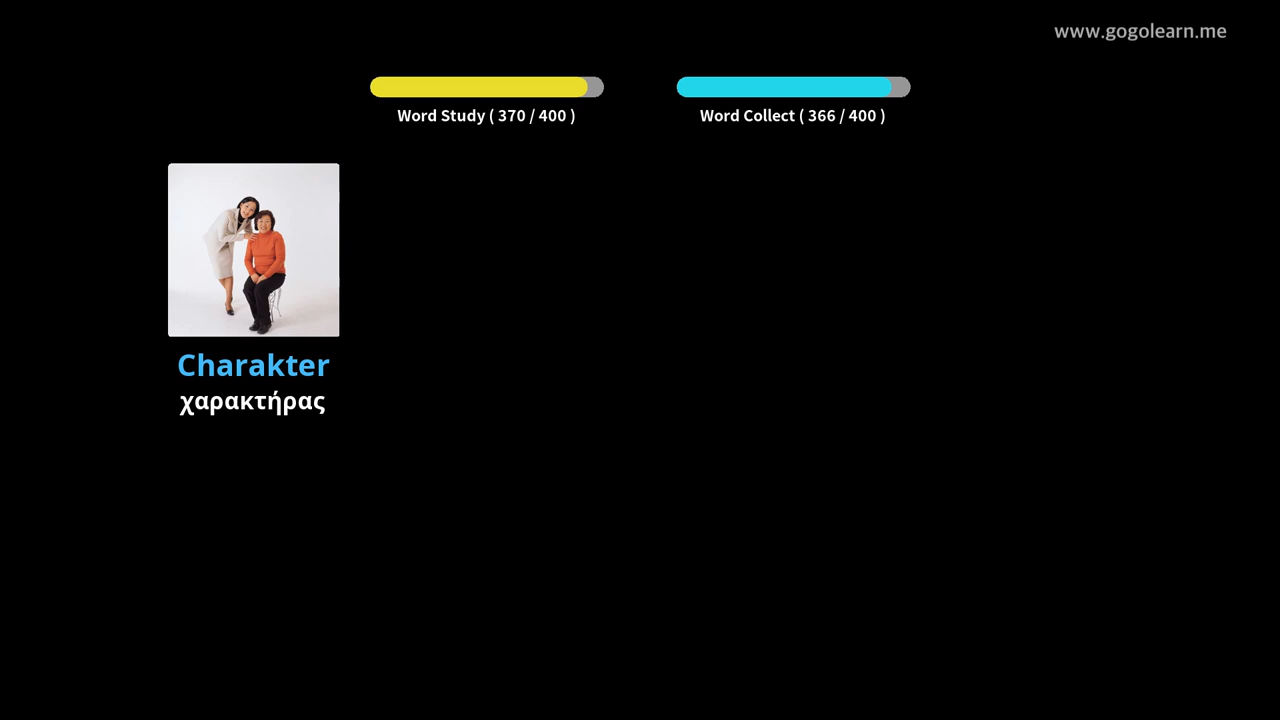 www.gogolearn.me
Word Study ( 370 / 400 )
Word Collect ( 366 / 400 )
Charakter
χαρακτήρας